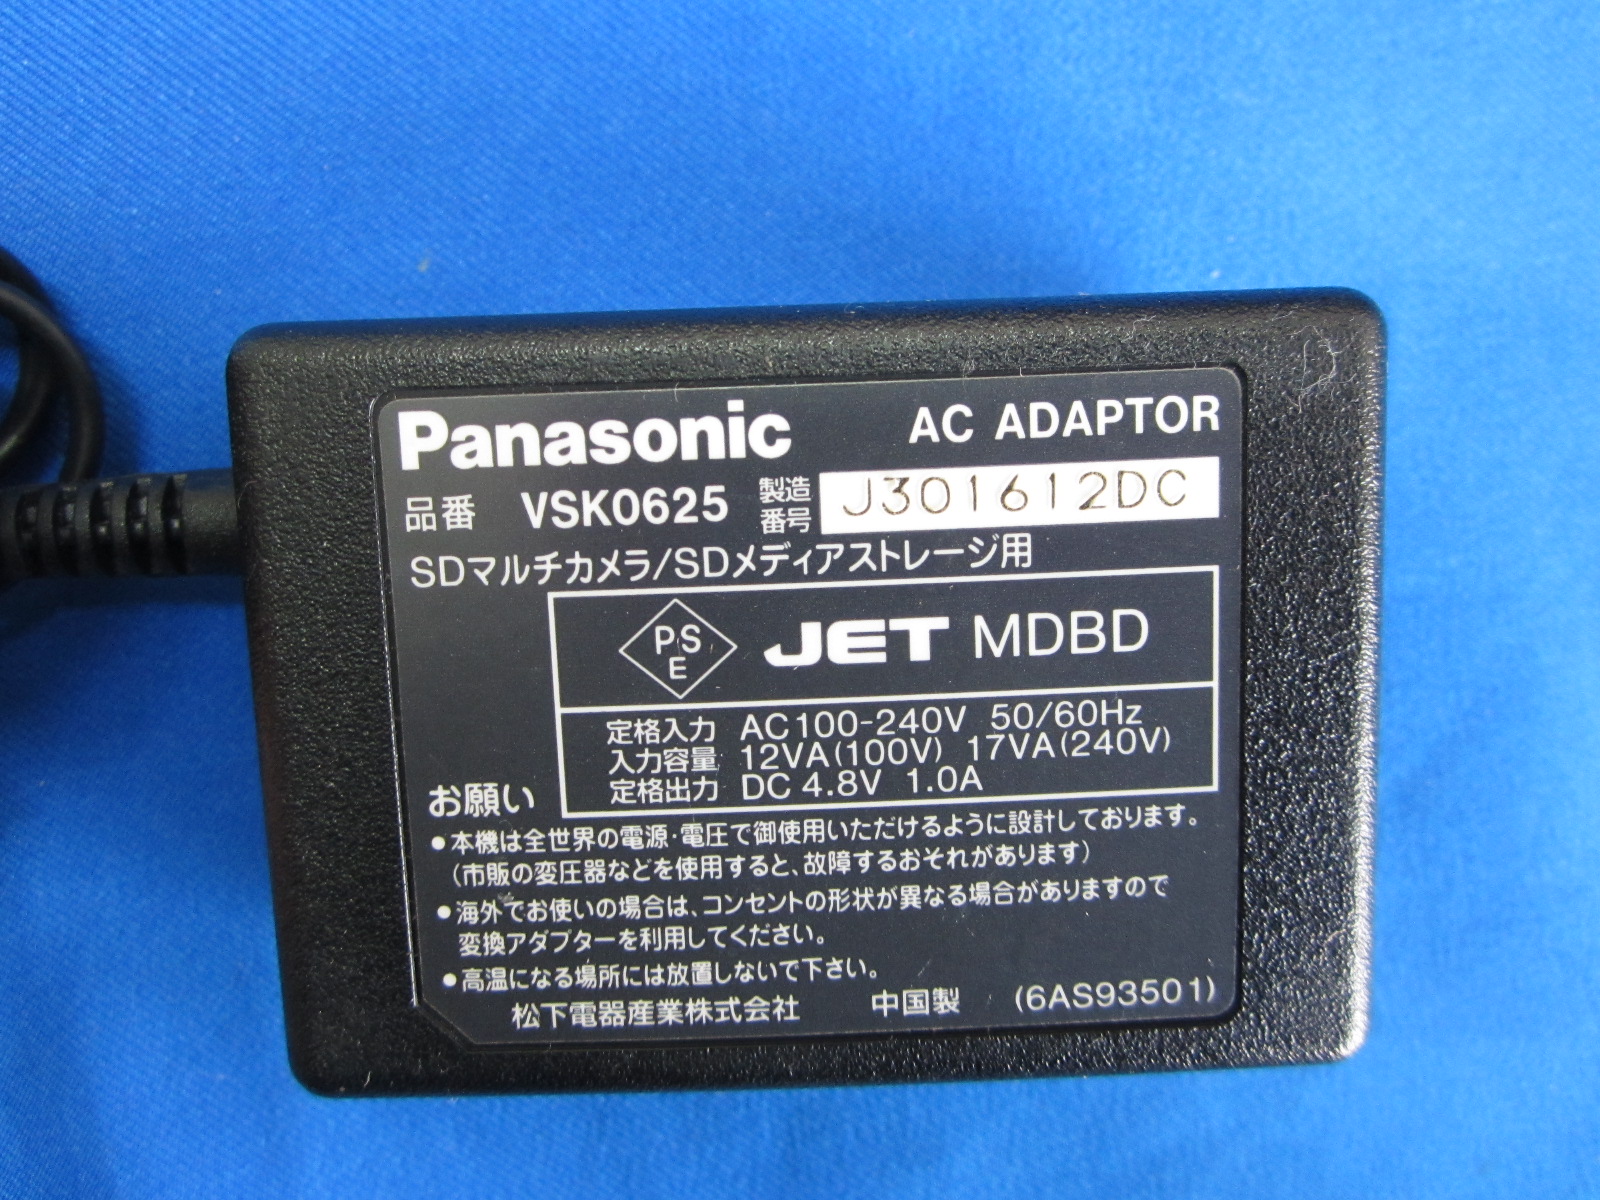 Panasonic AC ADAPTOR
品番 VSK0625 製造番号 J301612DC
SDマルチカメラ/SDメディアストレージ用
PSE JET MDBD
定格入力 AC100-240V 50/60Hz
入力容量 12VA(100V) 17VA(240V)
定格出力 DC 4.8V 1.0A
お願い
●本機は全世界の電源・電圧で御使用いただけるように設計しております。
(市販の変圧器などを使用すると、故障するおそれがあります)
●海外でお使いの場合は、コンセントの形状が異なる場合がありますので
変換アダプターを利用してください。
●高温になる場所には放置しないで下さい。
松下電器産業株式会社 中国製 (6AS93501)